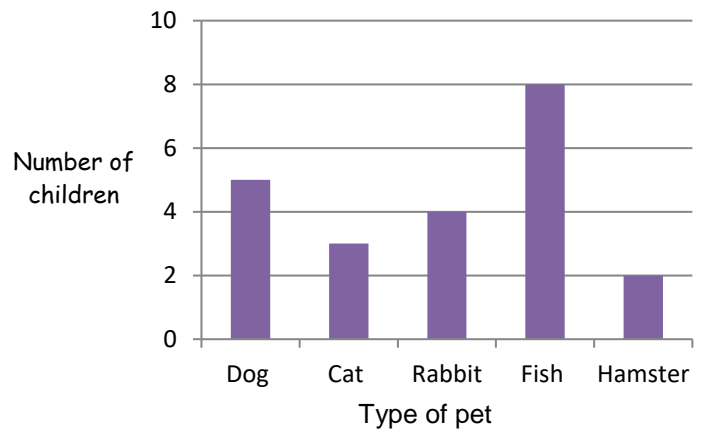 10
8
6
4
2
0
Number of
children
Dog Cat Rabbit Fish Hamster
Type of pet